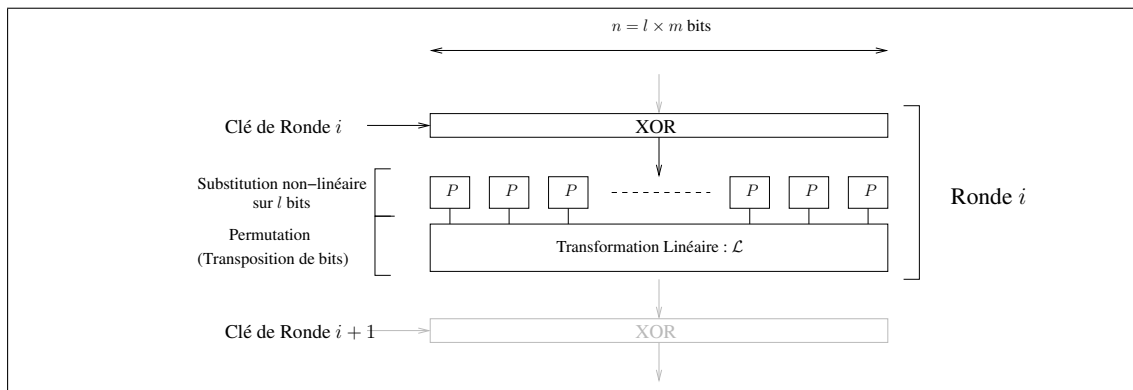 n = l × m bits
Clé de Ronde i
XOR
Substitution non−linéaire
sur l bits
P P P P P P
Ronde i
Permutation
(Transposition de bits)
Transformation Linéaire : ℒ
Clé de Ronde i + 1
XOR